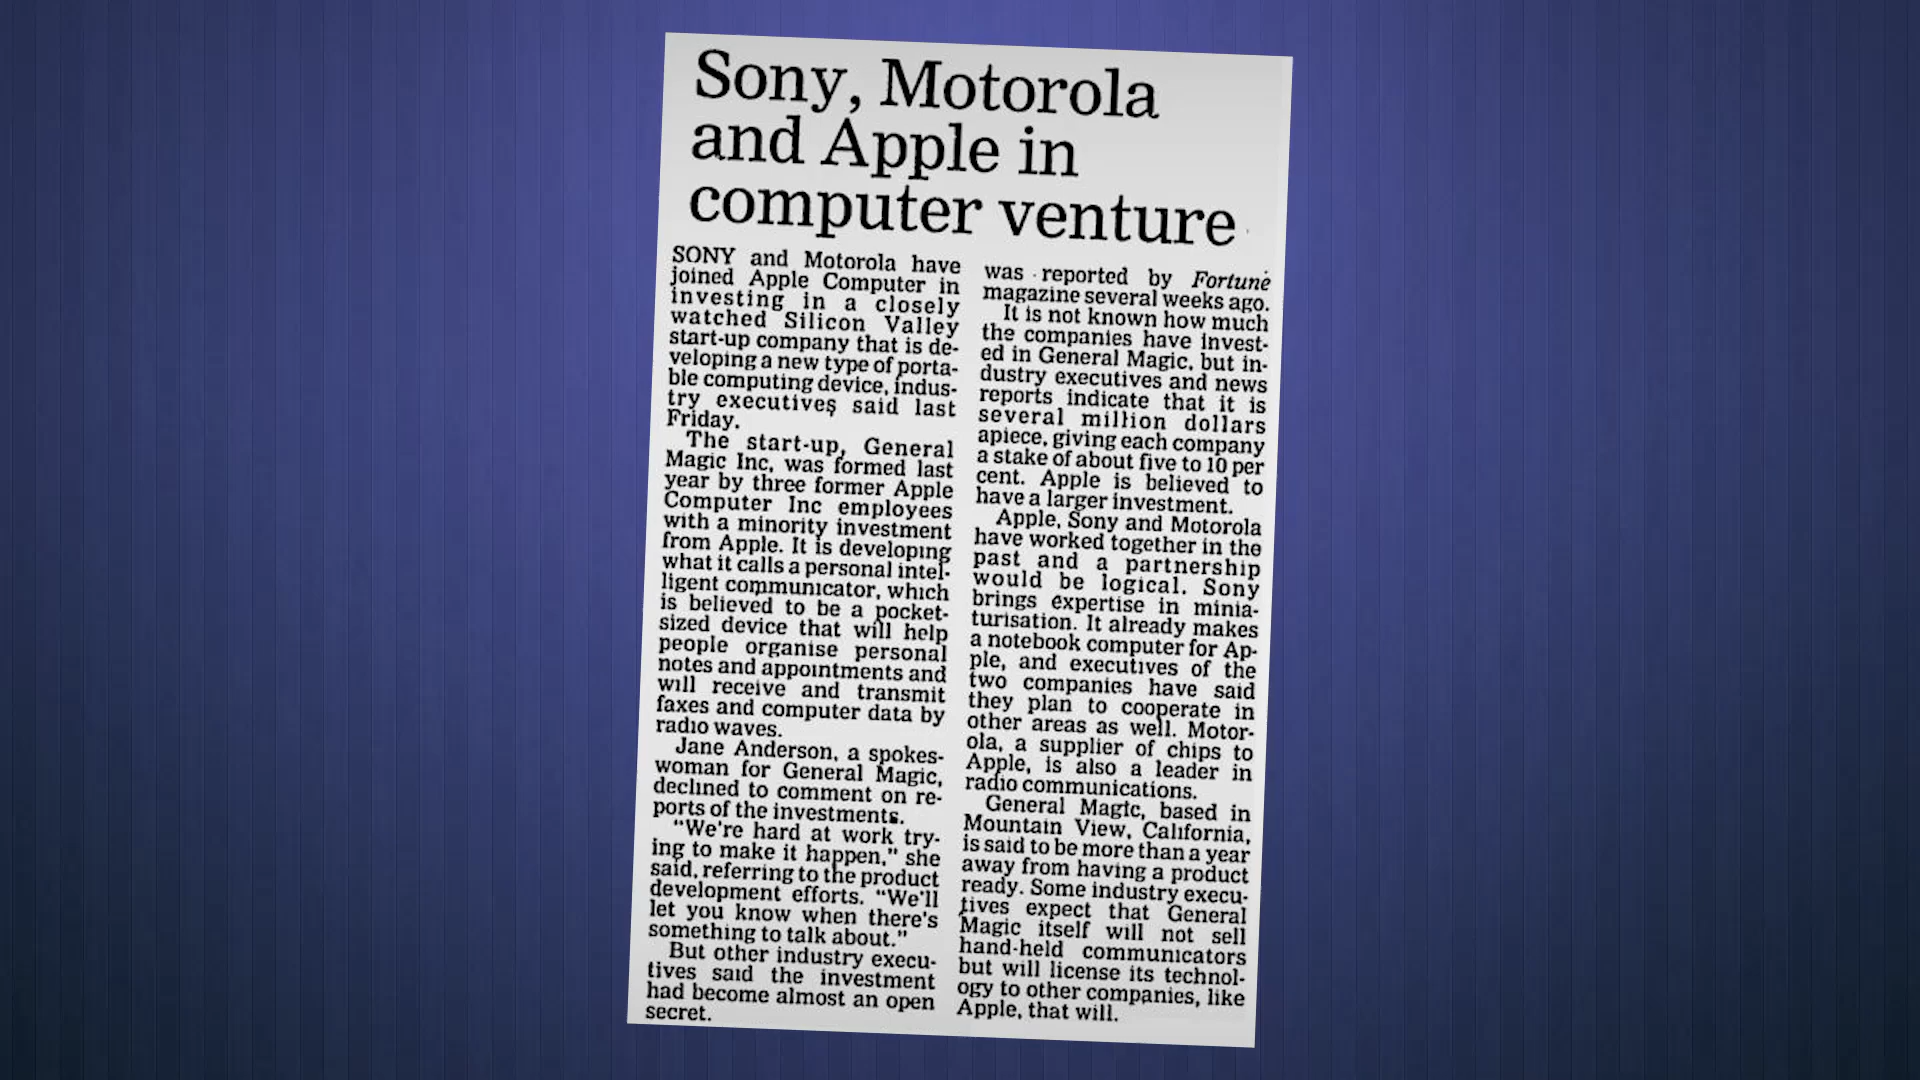 Sony, Motorola
and Apple in
computer venture
SONY and Motorola have
joined Apple Computer in
investing in a closely
watched Silicon Valley
start-up company that is de-
veloping a new type of porta-
ble computing device, indus-
try executives said last
Friday.
The start-up, General
Magic Inc, was formed last
year by three former Apple
Computer Inc employees
with a minority investment
from Apple. It is developing
what it calls a personal intel-
ligent communicator, which
is believed to be a pocket-
sized device that will help
people organise personal
notes and appointments and
will receive and transmit
faxes and computer data by
radio waves.
Jane Anderson, a spokes-
woman for General Magic,
declined to comment on re-
ports of the investments.
"We're hard at work try-
ing to make it happen," she
said, referring to the product
development efforts. "We'll
let you know when there's
something to talk about."
But other industry execu-
tives said the investment
had become almost an open
secret.
was reported by Fortune
magazine several weeks ago.
It is not known how much
the companies have invest-
ed in General Magic, but in-
dustry executives and news
reports indicate that it is
several million dollars
apiece, giving each company
a stake of about five to 10 per
cent. Apple is believed to
have a larger investment.
Apple, Sony and Motorola
have worked together in the
past and a partnership
would be logical. Sony
brings expertise in minia-
turisation. It already makes
a notebook computer for Ap-
ple, and executives of the
two companies have said
they plan to cooperate in
other areas as well. Motor-
ola, a supplier of chips to
Apple, is also a leader in
radio communications.
General Magic, based in
Mountain View, California,
is said to be more than a year
away from having a product
ready. Some industry execu-
tives expect that General
Magic itself will not sell
hand-held communicators
but will license its technol-
ogy to other companies, like
Apple, that will.